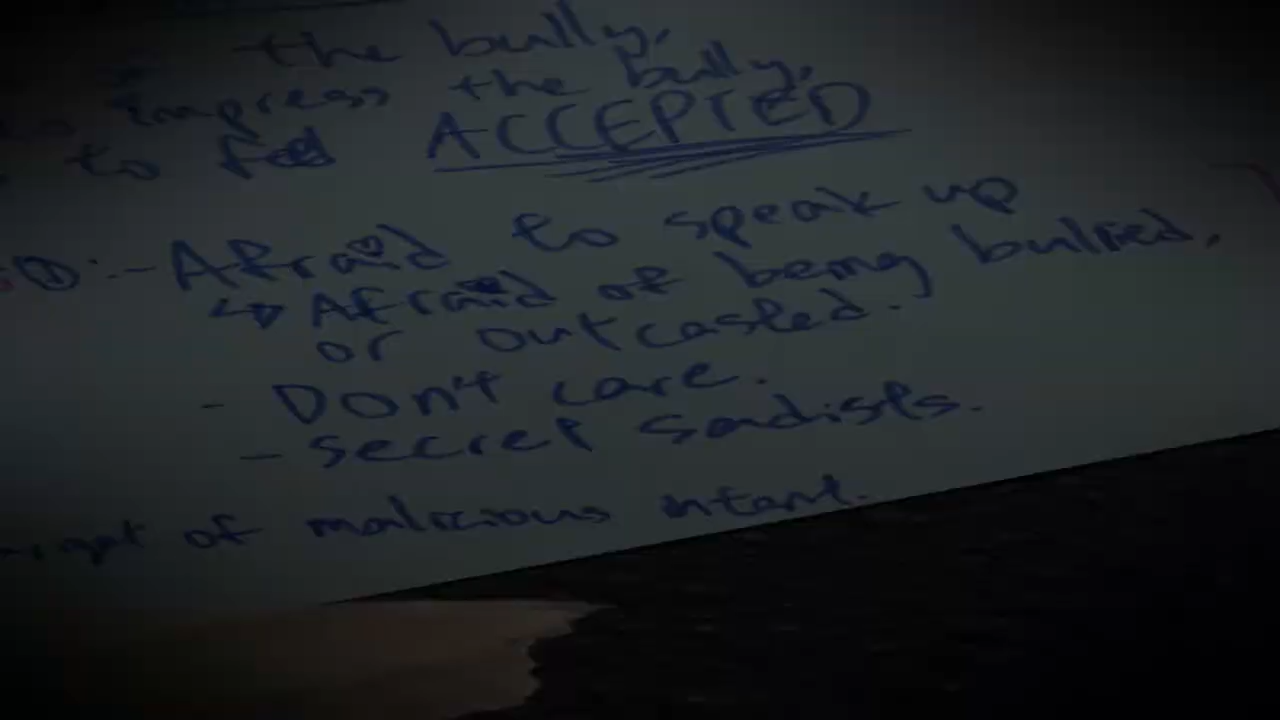 the bully,
impress the bully,
to feel ACCEPTED
:- Afraid to speak up
↳ Afraid of being bullied,
or outcasted.
- Don't care.
- secret sadists.
of malicious intent.